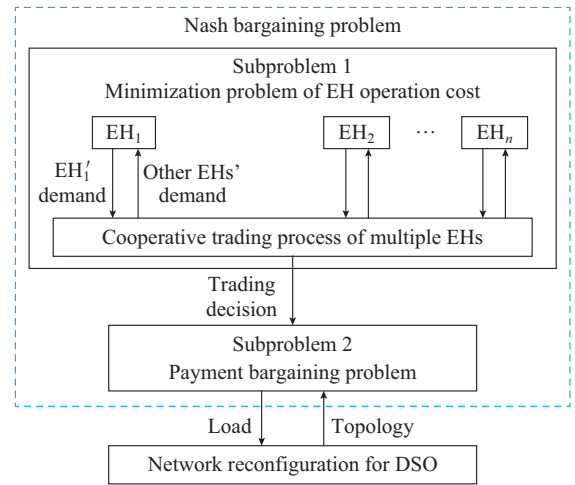 Nash bargaining problem
Subproblem 1
Minimization problem of EH operation cost
EH₁ EH₂ ... EHₙ
EH₁′ Other EHs’
demand demand
Cooperative trading process of multiple EHs
Trading
decision
Subproblem 2
Payment bargaining problem
Load Topology
Network reconfiguration for DSO